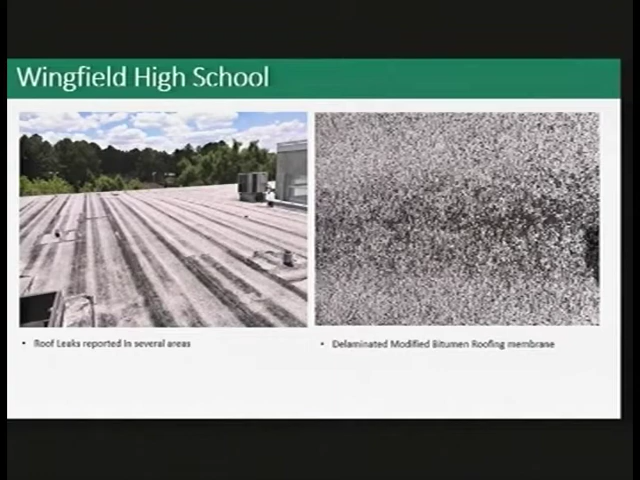 Wingfield High School
• Roof Leaks reported in several areas
• Delaminated Modified Bitumen Roofing membrane